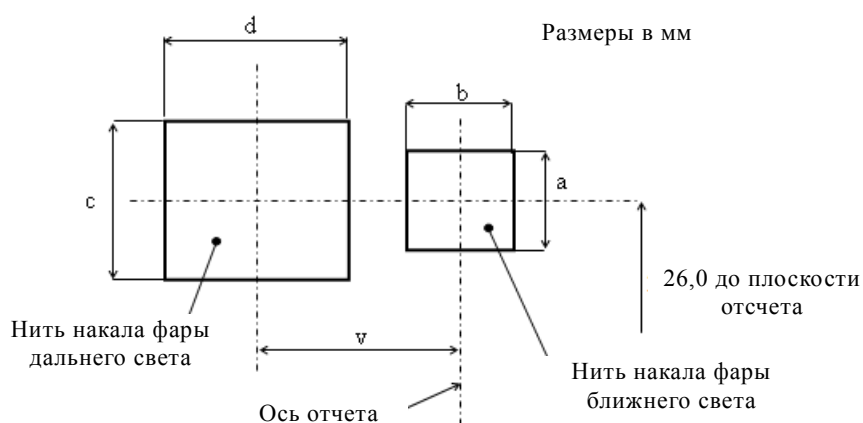 d
Размеры в мм
b
c
a
26,0 до плоскости
отсчета
Нить накала фары
дальнего света
v
Нить накала фары
ближнего света
Ось отчета